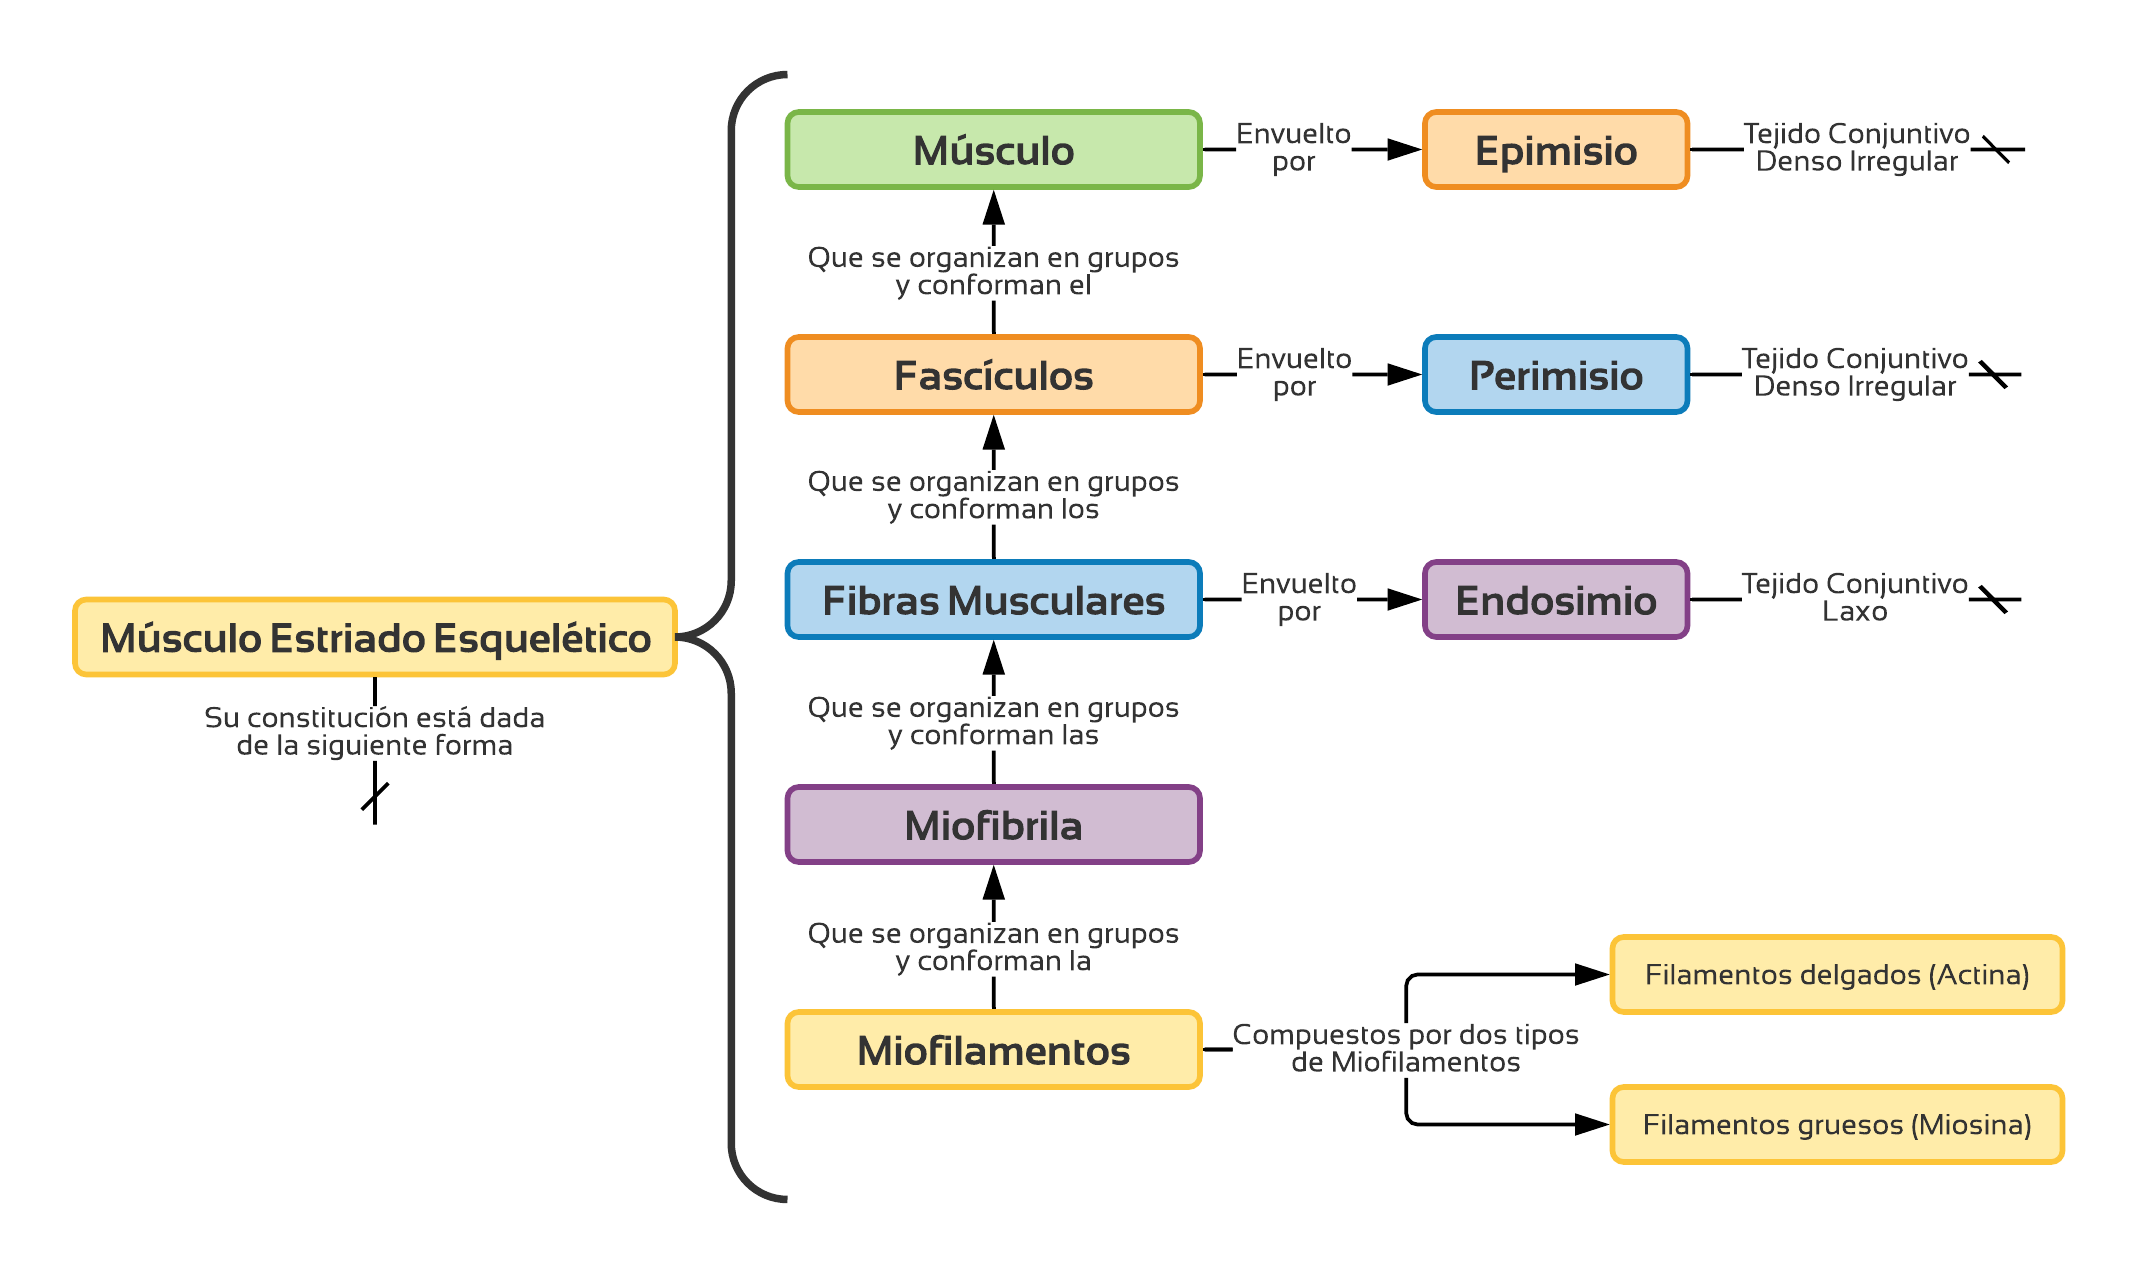 Músculo Estriado Esquelético
Su constitución está dada
de la siguiente forma
Músculo
Envuelto
por
Epimisio
Tejido Conjuntivo
Denso Irregular
Que se organizan en grupos
y conforman el
Fascículos
Envuelto
por
Perimisio
Tejido Conjuntivo
Denso Irregular
Que se organizan en grupos
y conforman los
Fibras Musculares
Envuelto
por
Endosimio
Tejido Conjuntivo
Laxo
Que se organizan en grupos
y conforman las
Miofibrila
Que se organizan en grupos
y conforman la
Miofilamentos
Compuestos por dos tipos
de Miofilamentos
Filamentos delgados (Actina)
Filamentos gruesos (Miosina)